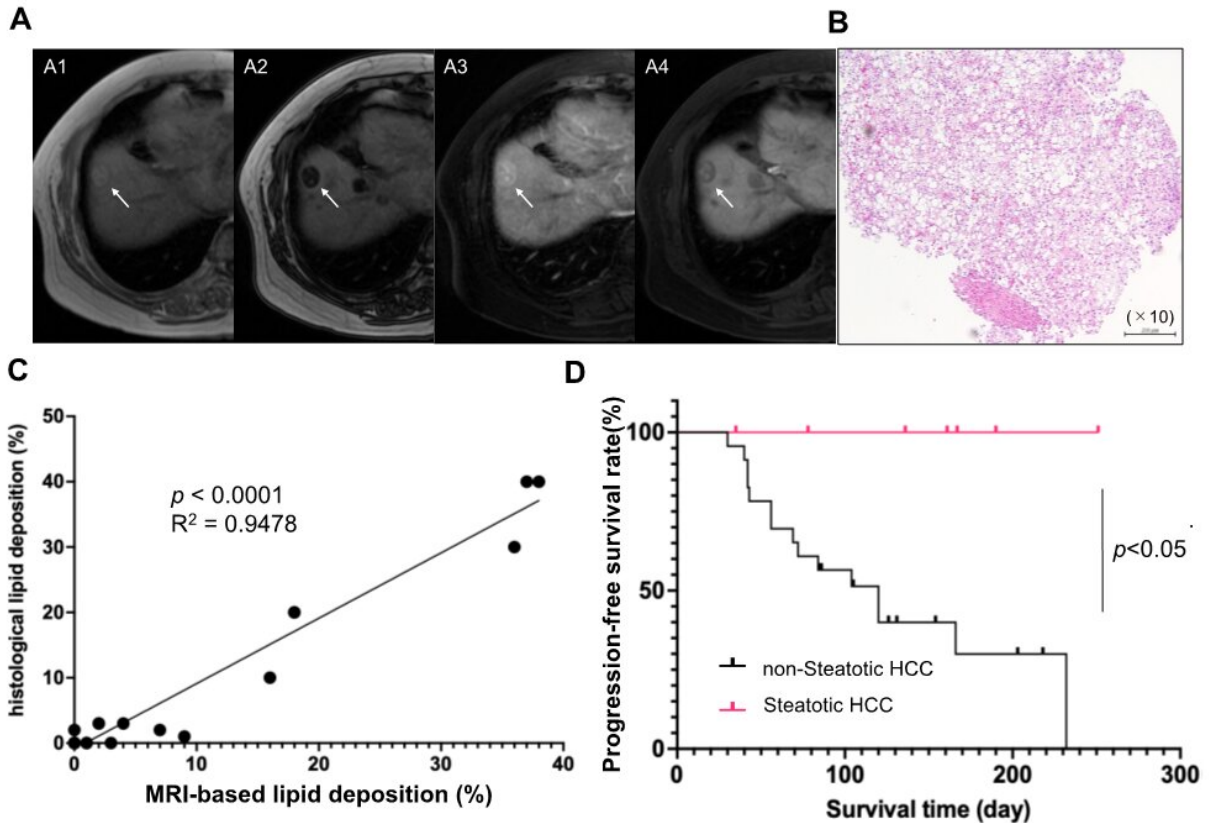 A
B
A1
A2
A3
A4
(×10)
C
D
50
40
30
20
10
0
histological lipid deposition (%)
p < 0.0001
R² = 0.9478
0
10
20
30
40
MRI-based lipid deposition (%)
Progression-free survival rate(%)
100
50
0
p<0.05
non-Steatotic HCC
Steatotic HCC
0
100
200
300
Survival time (day)